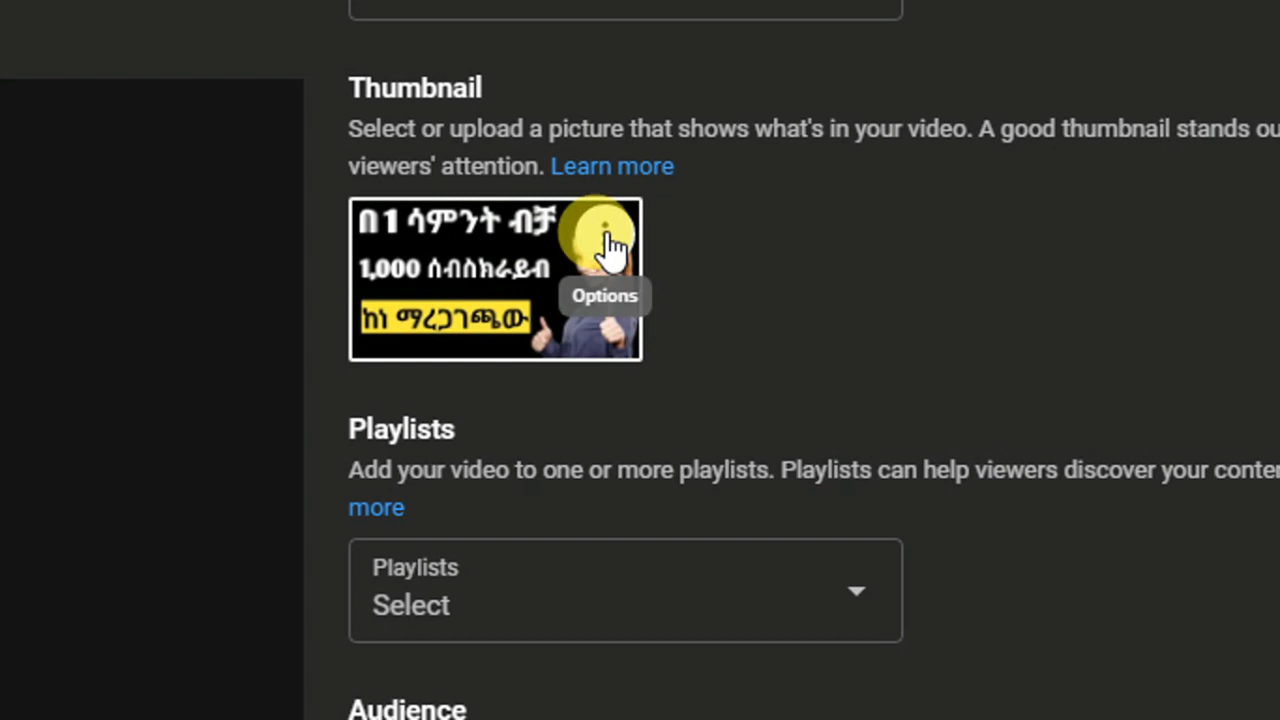 Thumbnail
Select or upload a picture that shows what's in your video. A good thumbnail stands ou
viewers' attention. Learn more
በ 1 ሳምንት ብቻ
1,000 ሰብስክራይብ
ከነ ማረጋገጫው
Options
Playlists
Add your video to one or more playlists. Playlists can help viewers discover your conte
more
Playlists
Select
Audience